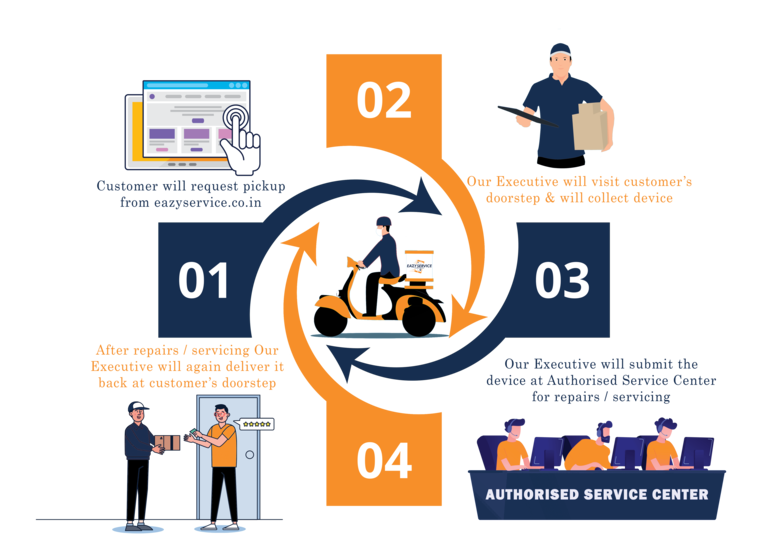 02
Customer will request pickup
from eazyservice.co.in
Our Executive will visit customer's
doorstep & will collect device
01
EAZYSERVICE
03
After repairs / servicing Our
Executive will again deliver it
back at customer's doorstep
Our Executive will submit the
device at Authorised Service Center
for repairs / servicing
04
AUTHORISED SERVICE CENTER